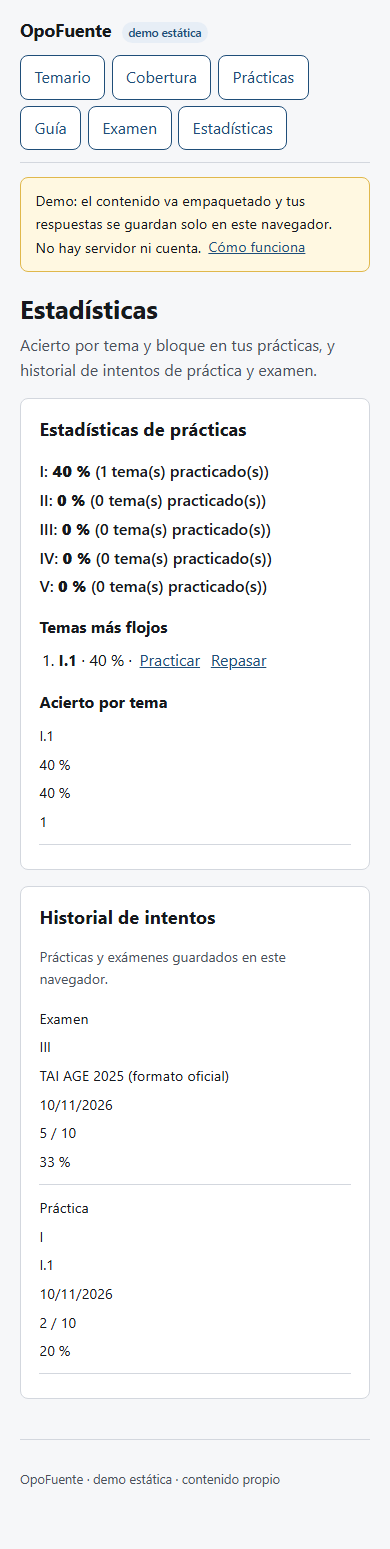 OpoFuente demo estática
Temario Cobertura Prácticas
Guía Examen Estadísticas
Demo: el contenido va empaquetado y tus
respuestas se guardan solo en este navegador.
No hay servidor ni cuenta. Cómo funciona
Estadísticas
Acierto por tema y bloque en tus prácticas, y
historial de intentos de práctica y examen.
Estadísticas de prácticas
I: 40 % (1 tema(s) practicado(s))
II: 0 % (0 tema(s) practicado(s))
III: 0 % (0 tema(s) practicado(s))
IV: 0 % (0 tema(s) practicado(s))
V: 0 % (0 tema(s) practicado(s))
Temas más flojos
1. I.1 · 40 % · Practicar Repasar
Acierto por tema
I.1
40 %
40 %
1
Historial de intentos
Prácticas y exámenes guardados en este
navegador.
Examen
III
TAI AGE 2025 (formato oficial)
10/11/2026
5 / 10
33 %
Práctica
I
I.1
10/11/2026
2 / 10
20 %
OpoFuente · demo estática · contenido propio